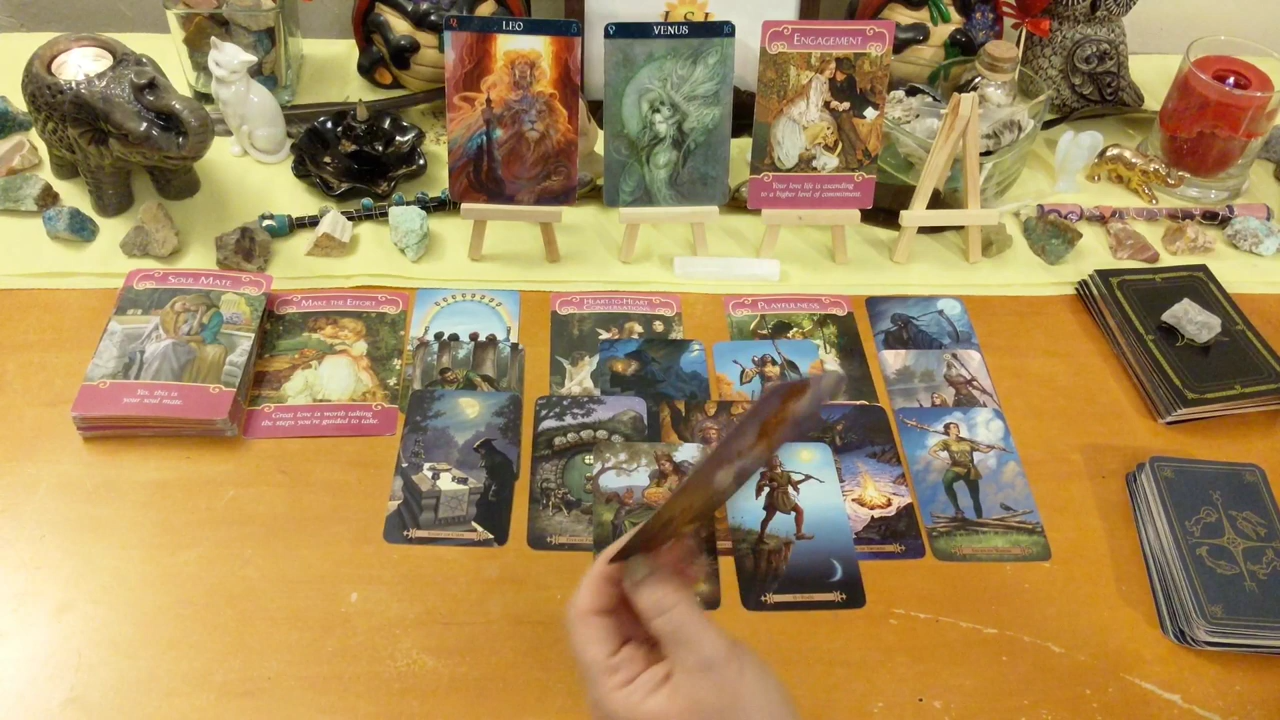 LEO
5
VENUS
16
ENGAGEMENT
Your love life is ascending
to a higher level of commitment.
SOUL MATE
Yes, this is
your soul mate.
MAKE THE EFFORT
Great love is worth taking
the steps you're guided to take.
HEART-TO-HEART
CONVERSATIONS
PLAYFULNESS